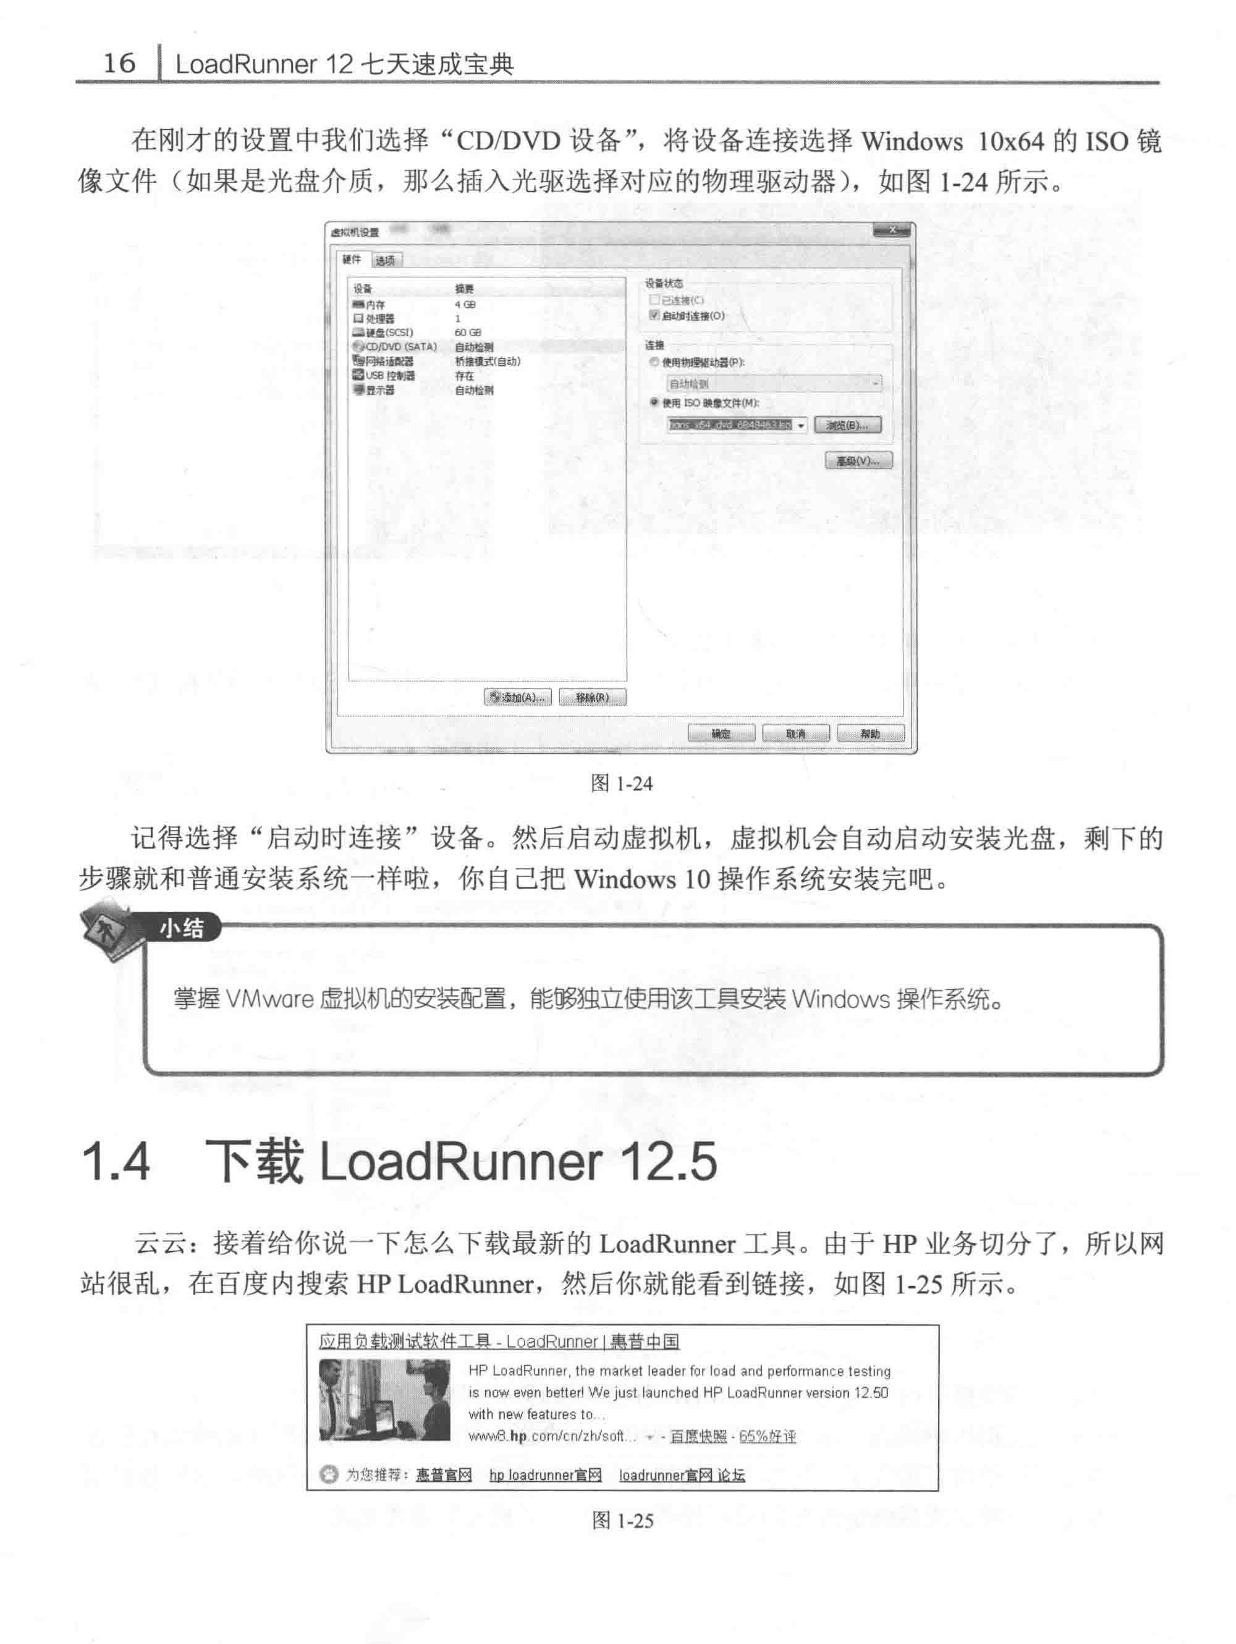 16 LoadRunner 12 七天速成宝典
在刚才的设置中我们选择“CD/DVD 设备”，将设备连接选择 Windows 10x64 的 ISO 镜
像文件（如果是光盘介质，那么插入光驱选择对应的物理驱动器），如图 1-24 所示。
虚拟机设置
硬件 选项
设备 摘要
内存 4 GB
处理器 1
硬盘(SCSI) 60 GB
CD/DVD (SATA) 自动检测
网络适配器 桥接模式(自动)
USB 控制器 存在
显示器 自动检测
添加(A)... 移除(R)
设备状态
已连接(C)
启动时连接(O)
连接
使用物理驱动器(P):
自动检测
使用 ISO 映像文件(M):
hans_x64_dvd_6848463.iso 浏览(B)...
高级(V)...
确定 取消 帮助
图 1-24
记得选择“启动时连接”设备。然后启动虚拟机，虚拟机会自动启动安装光盘，剩下的
步骤就和普通安装系统一样啦，你自己把 Windows 10 操作系统安装完吧。
小结
掌握 VMware 虚拟机的安装配置，能够独立使用该工具安装 Windows 操作系统。
1.4 下载 LoadRunner 12.5
云云：接着给你说一下怎么下载最新的 LoadRunner 工具。由于 HP 业务切分了，所以网
站很乱，在百度内搜索 HP LoadRunner，然后你就能看到链接，如图 1-25 所示。
应用负载测试软件工具 - LoadRunner | 惠普中国
HP LoadRunner, the market leader for load and performance testing
is now even better! We just launched HP LoadRunner version 12.50
with new features to...
www8.hp.com/cn/zh/soft... - 百度快照 - 65%好评
为您推荐：惠普官网 hp loadrunner官网 loadrunner官网 论坛
图 1-25